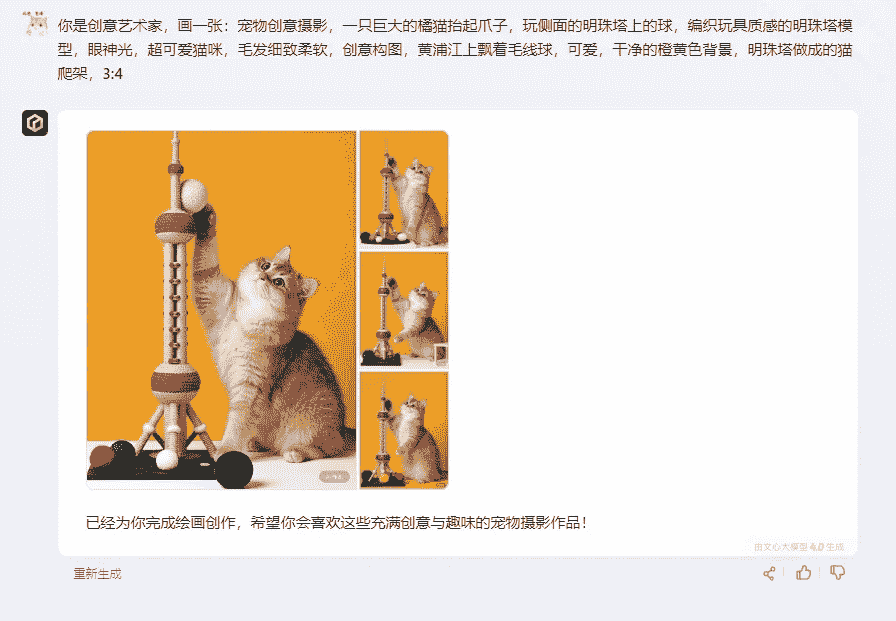 你是创意艺术家，画一张：宠物创意摄影，一只巨大的橘猫抬起爪子，玩侧面的明珠塔上的球，编织玩具质感的明珠塔模
型，眼神光，超可爱猫咪，毛发细致柔软，创意构图，黄浦江上飘着毛线球，可爱，干净的橙黄色背景，明珠塔做成的猫
爬架，3:4
已经为你完成绘画创作，希望你会喜欢这些充满创意与趣味的宠物摄影作品！
由文心大模型 4.0 生成
重新生成